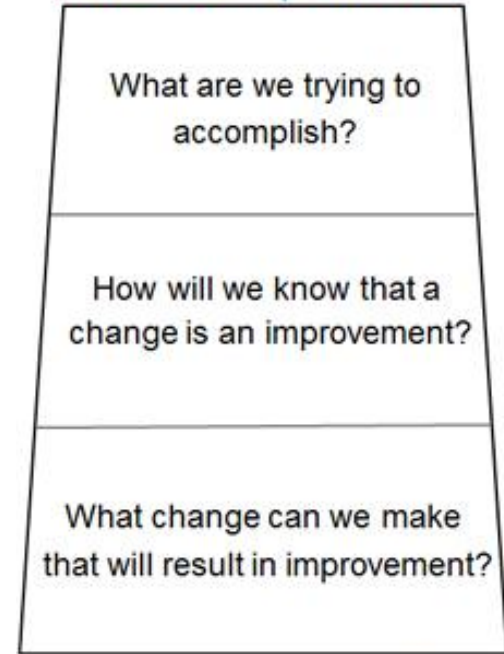 What are we trying to
accomplish?
How will we know that a
change is an improvement?
What change can we make
that will result in improvement?